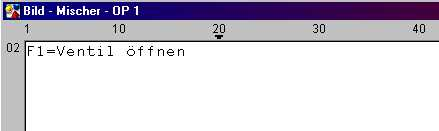 Bild - Mischer - OP 1
1 10 20 30 40
02 F1=Ventil öffnen